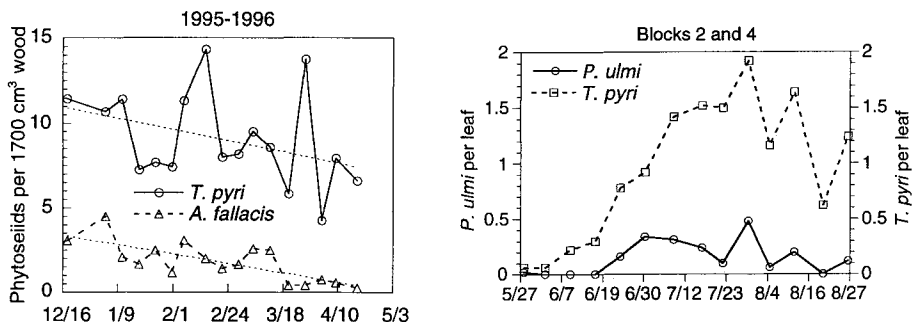 1995-1996
Phytoseiids per 1700 cm³ wood
15
10
5
0
T. pyri
A. fallacis
12/16 1/9 2/1 2/24 3/18 4/10 5/3
Blocks 2 and 4
P. ulmi per leaf
2
1.5
1
0.5
0
P. ulmi
T. pyri
2
1.5
1
0.5
0
T. pyri per leaf
5/27 6/7 6/19 6/30 7/12 7/23 8/4 8/16 8/27